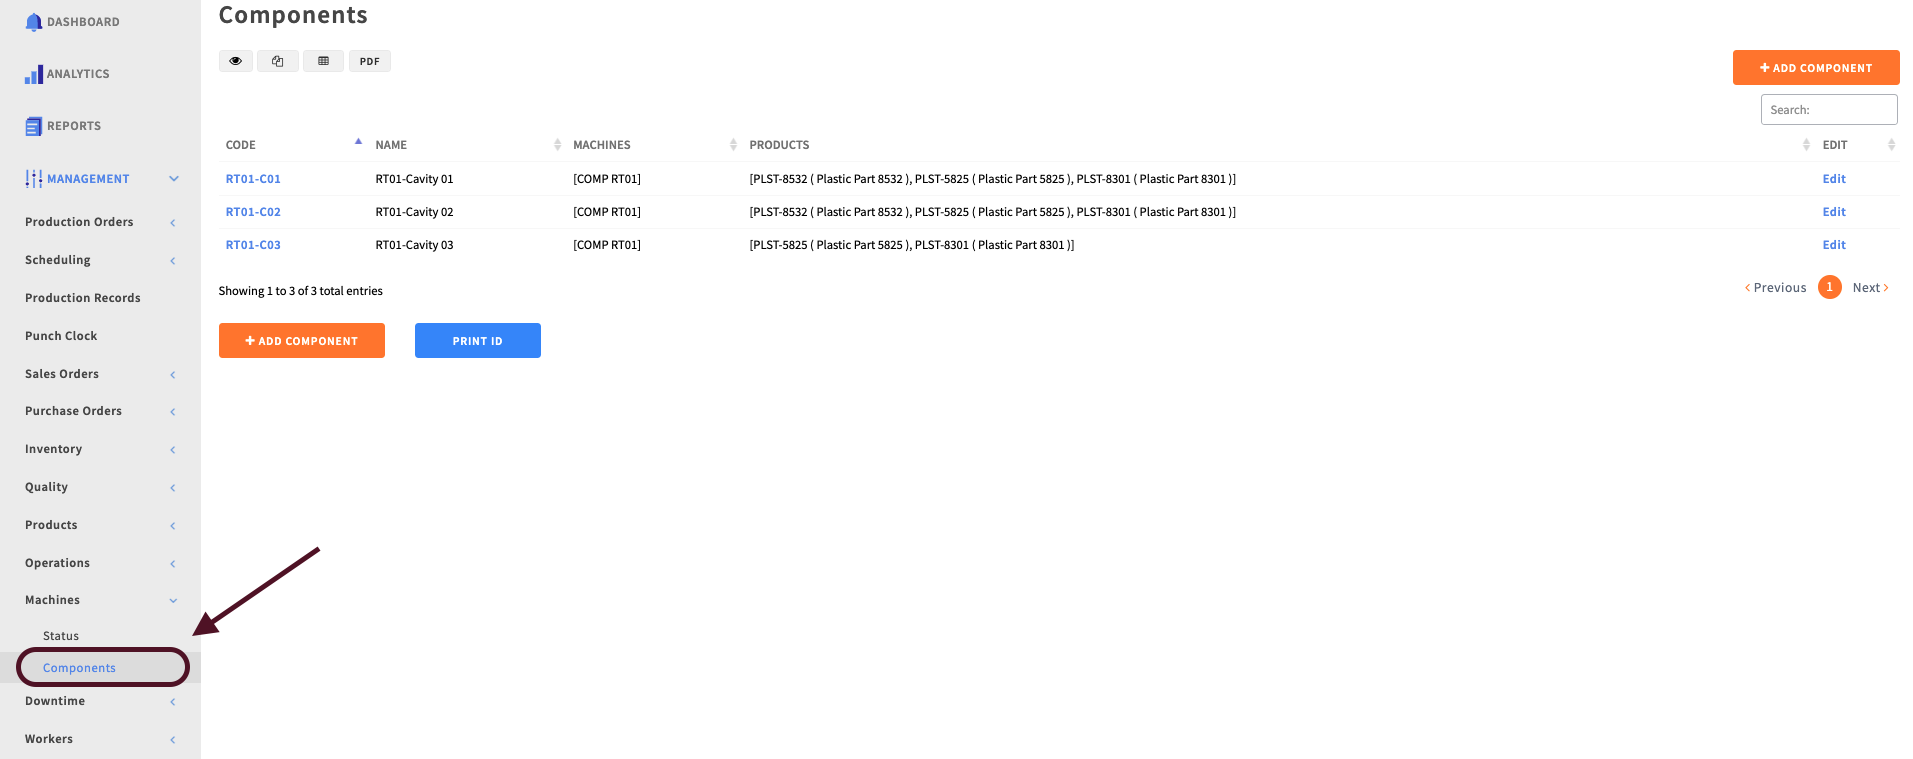 DASHBOARD
ANALYTICS
REPORTS
MANAGEMENT
Production Orders
Scheduling
Production Records
Punch Clock
Sales Orders
Purchase Orders
Inventory
Quality
Products
Operations
Machines
Status
Components
Downtime
Workers
Components
PDF
+ ADD COMPONENT
Search:
CODE NAME MACHINES PRODUCTS EDIT
RT01-C01 RT01-Cavity 01 [COMP RT01] [PLST-8532 ( Plastic Part 8532 ), PLST-5825 ( Plastic Part 5825 ), PLST-8301 ( Plastic Part 8301 )] Edit
RT01-C02 RT01-Cavity 02 [COMP RT01] [PLST-8532 ( Plastic Part 8532 ), PLST-5825 ( Plastic Part 5825 ), PLST-8301 ( Plastic Part 8301 )] Edit
RT01-C03 RT01-Cavity 03 [COMP RT01] [PLST-5825 ( Plastic Part 5825 ), PLST-8301 ( Plastic Part 8301 )] Edit
Showing 1 to 3 of 3 total entries
Previous 1 Next
+ ADD COMPONENT PRINT ID